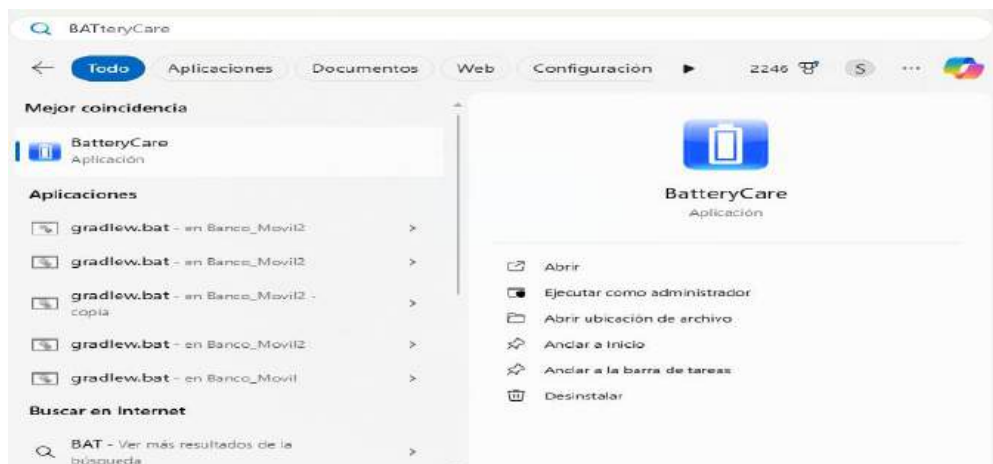 BATteryCare
Todo Aplicaciones Documentos Web Configuración 2246 S ...
Mejor coincidencia
BatteryCare
Aplicación
Aplicaciones
gradlew.bat - en Banco_Movil2
gradlew.bat - en Banco_Movil2
gradlew.bat - en Banco_Movil2 -
copia
gradlew.bat - en Banco_Movil2
gradlew.bat - en Banco_Movil
Buscar en Internet
BAT - Ver más resultados de la
búsqueda
BatteryCare
Aplicación
Abrir
Ejecutar como administrador
Abrir ubicación de archivo
Anclar a Inicio
Anclar a la barra de tareas
Desinstalar